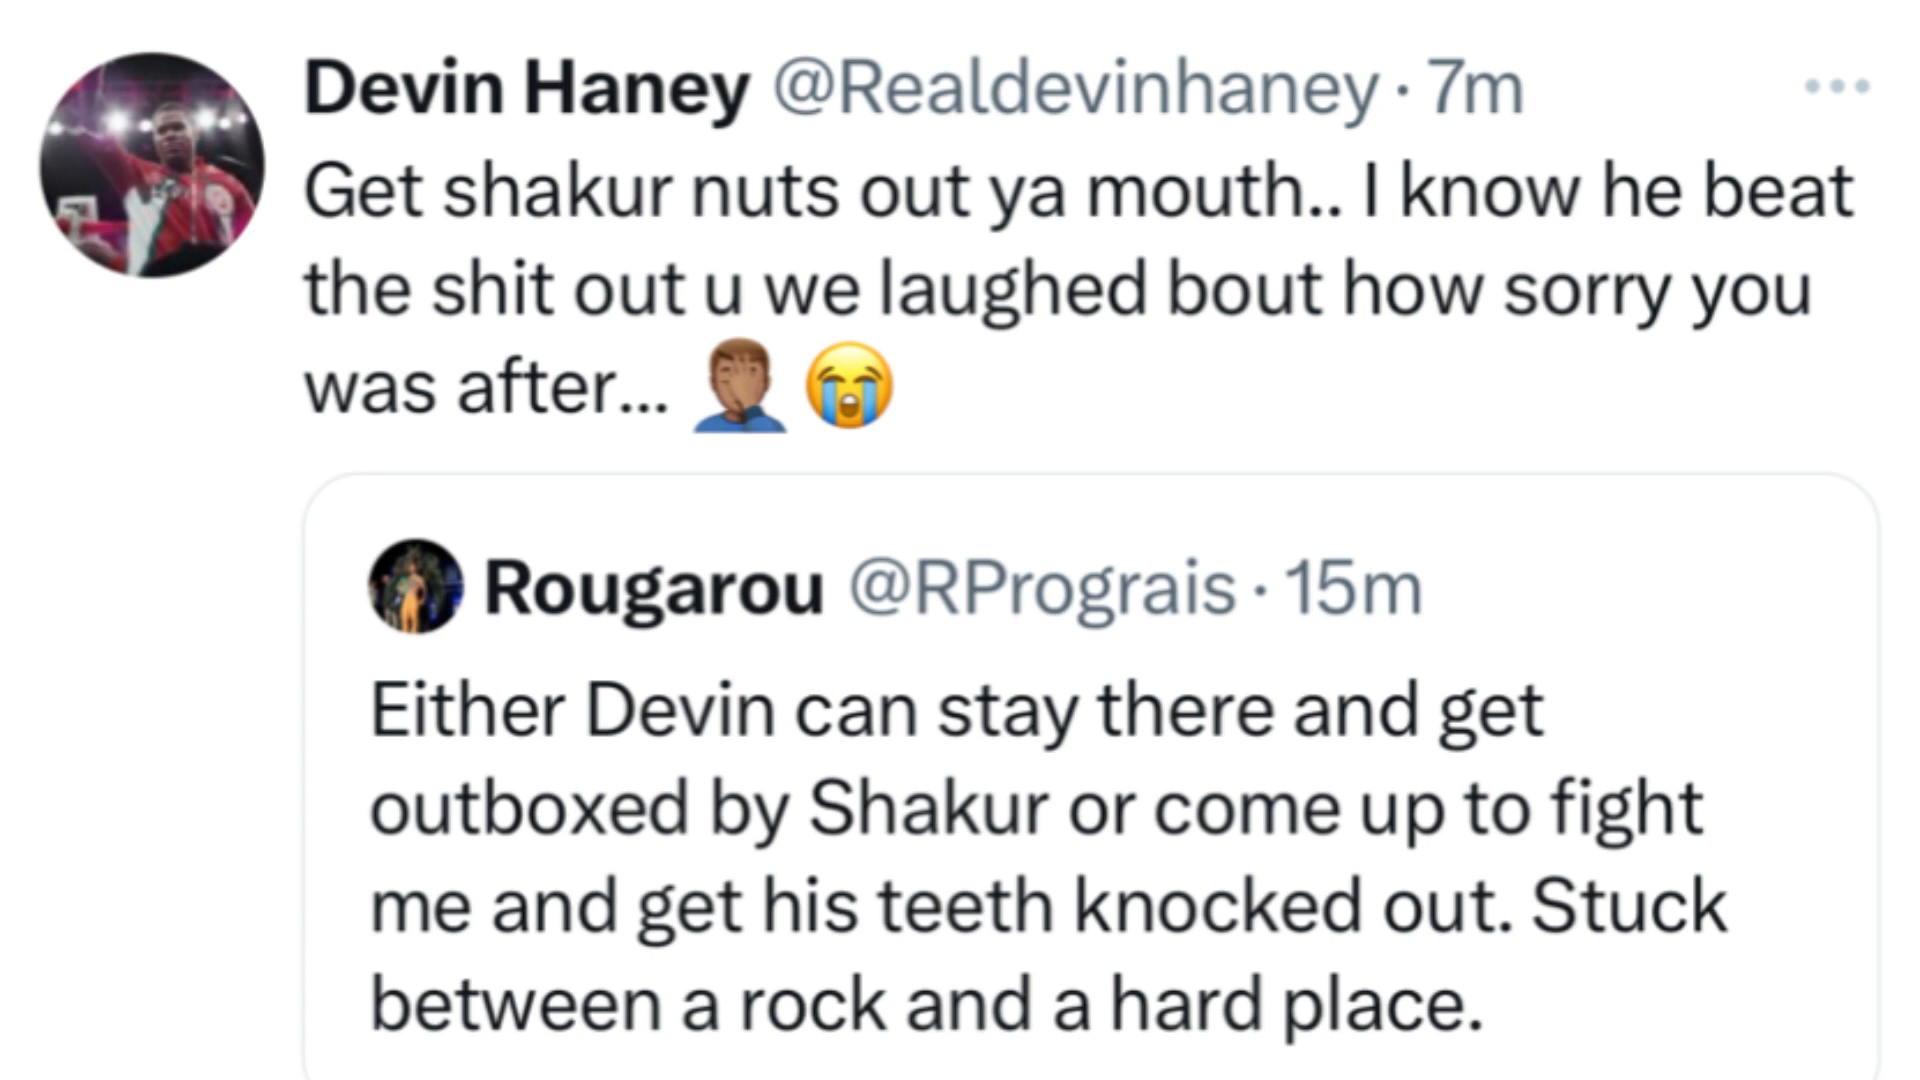 Devin Haney @Realdevinhaney · 7m
Get shakur nuts out ya mouth.. I know he beat
the shit out u we laughed bout how sorry you
was after... 🤦🏽‍♂️ 😭
Rougarou @RPrograis · 15m
Either Devin can stay there and get
outboxed by Shakur or come up to fight
me and get his teeth knocked out. Stuck
between a rock and a hard place.